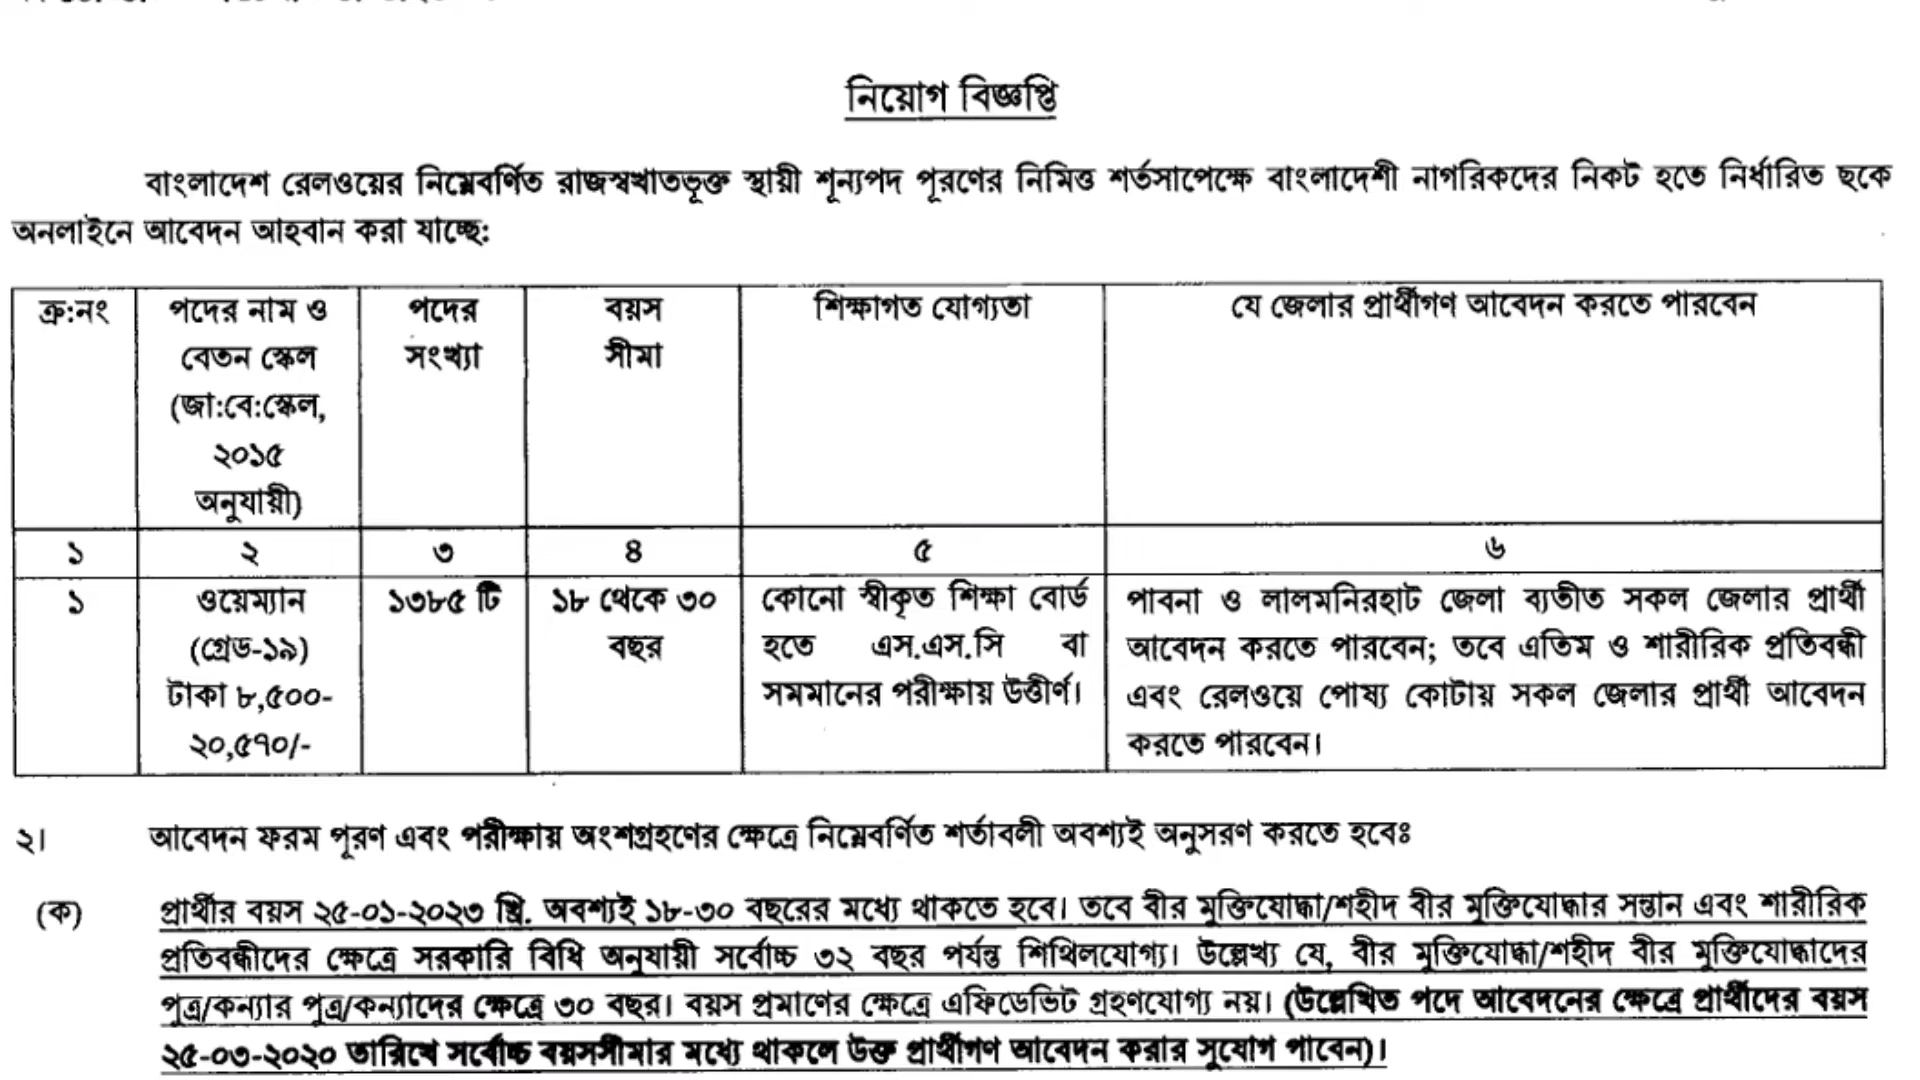 নিয়োগ বিজ্ঞপ্তি
বাংলাদেশ রেলওয়ের নিম্নেবর্ণিত রাজস্বখাতভূক্ত স্থায়ী শূন্যপদ পূরণের নিমিত্ত শর্তসাপেক্ষে বাংলাদেশী নাগরিকদের নিকট হতে নির্ধারিত ছকে
অনলাইনে আবেদন আহবান করা যাচ্ছে:
ক্র:নং
পদের নাম ও
বেতন স্কেল
(জা:বে:স্কেল,
২০১৫
অনুযায়ী)
পদের
সংখ্যা
বয়স
সীমা
শিক্ষাগত যোগ্যতা
যে জেলার প্রার্থীগণ আবেদন করতে পারবেন
১ ২ ৩ ৪ ৫ ৬
১
ওয়েম্যান
(গ্রেড-১৯)
টাকা ৮,৫০০-
২০,৫৭০/-
১৩৮৫ টি
১৮ থেকে ৩০
বছর
কোনো স্বীকৃত শিক্ষা বোর্ড
হতে এস.এস.সি বা
সমমানের পরীক্ষায় উত্তীর্ণ।
পাবনা ও লালমনিরহাট জেলা ব্যতীত সকল জেলার প্রার্থী
আবেদন করতে পারবেন; তবে এতিম ও শারীরিক প্রতিবন্ধী
এবং রেলওয়ে পোষ্য কোটায় সকল জেলার প্রার্থী আবেদন
করতে পারবেন।
২। আবেদন ফরম পূরণ এবং পরীক্ষায় অংশগ্রহণের ক্ষেত্রে নিম্নেবর্ণিত শর্তাবলী অবশ্যই অনুসরণ করতে হবেঃ
(ক) প্রার্থীর বয়স ২৫-০১-২০২৩ খ্রি. অবশ্যই ১৮-৩০ বছরের মধ্যে থাকতে হবে। তবে বীর মুক্তিযোদ্ধা/শহীদ বীর মুক্তিযোদ্ধার সন্তান এবং শারীরিক
প্রতিবন্ধীদের ক্ষেত্রে সরকারি বিধি অনুযায়ী সর্বোচ্চ ৩২ বছর পর্যন্ত শিথিলযোগ্য। উল্লেখ্য যে, বীর মুক্তিযোদ্ধা/শহীদ বীর মুক্তিযোদ্ধাদের
পুত্র/কন্যার পুত্র/কন্যাদের ক্ষেত্রে ৩০ বছর। বয়স প্রমাণের ক্ষেত্রে এফিডেভিট গ্রহণযোগ্য নয়। (উল্লেখিত পদে আবেদনের ক্ষেত্রে প্রার্থীদের বয়স
২৫-০৩-২০২০ তারিখে সর্বোচ্চ বয়সসীমার মধ্যে থাকলে উক্ত প্রার্থীগণ আবেদন করার সুযোগ পাবেন)।